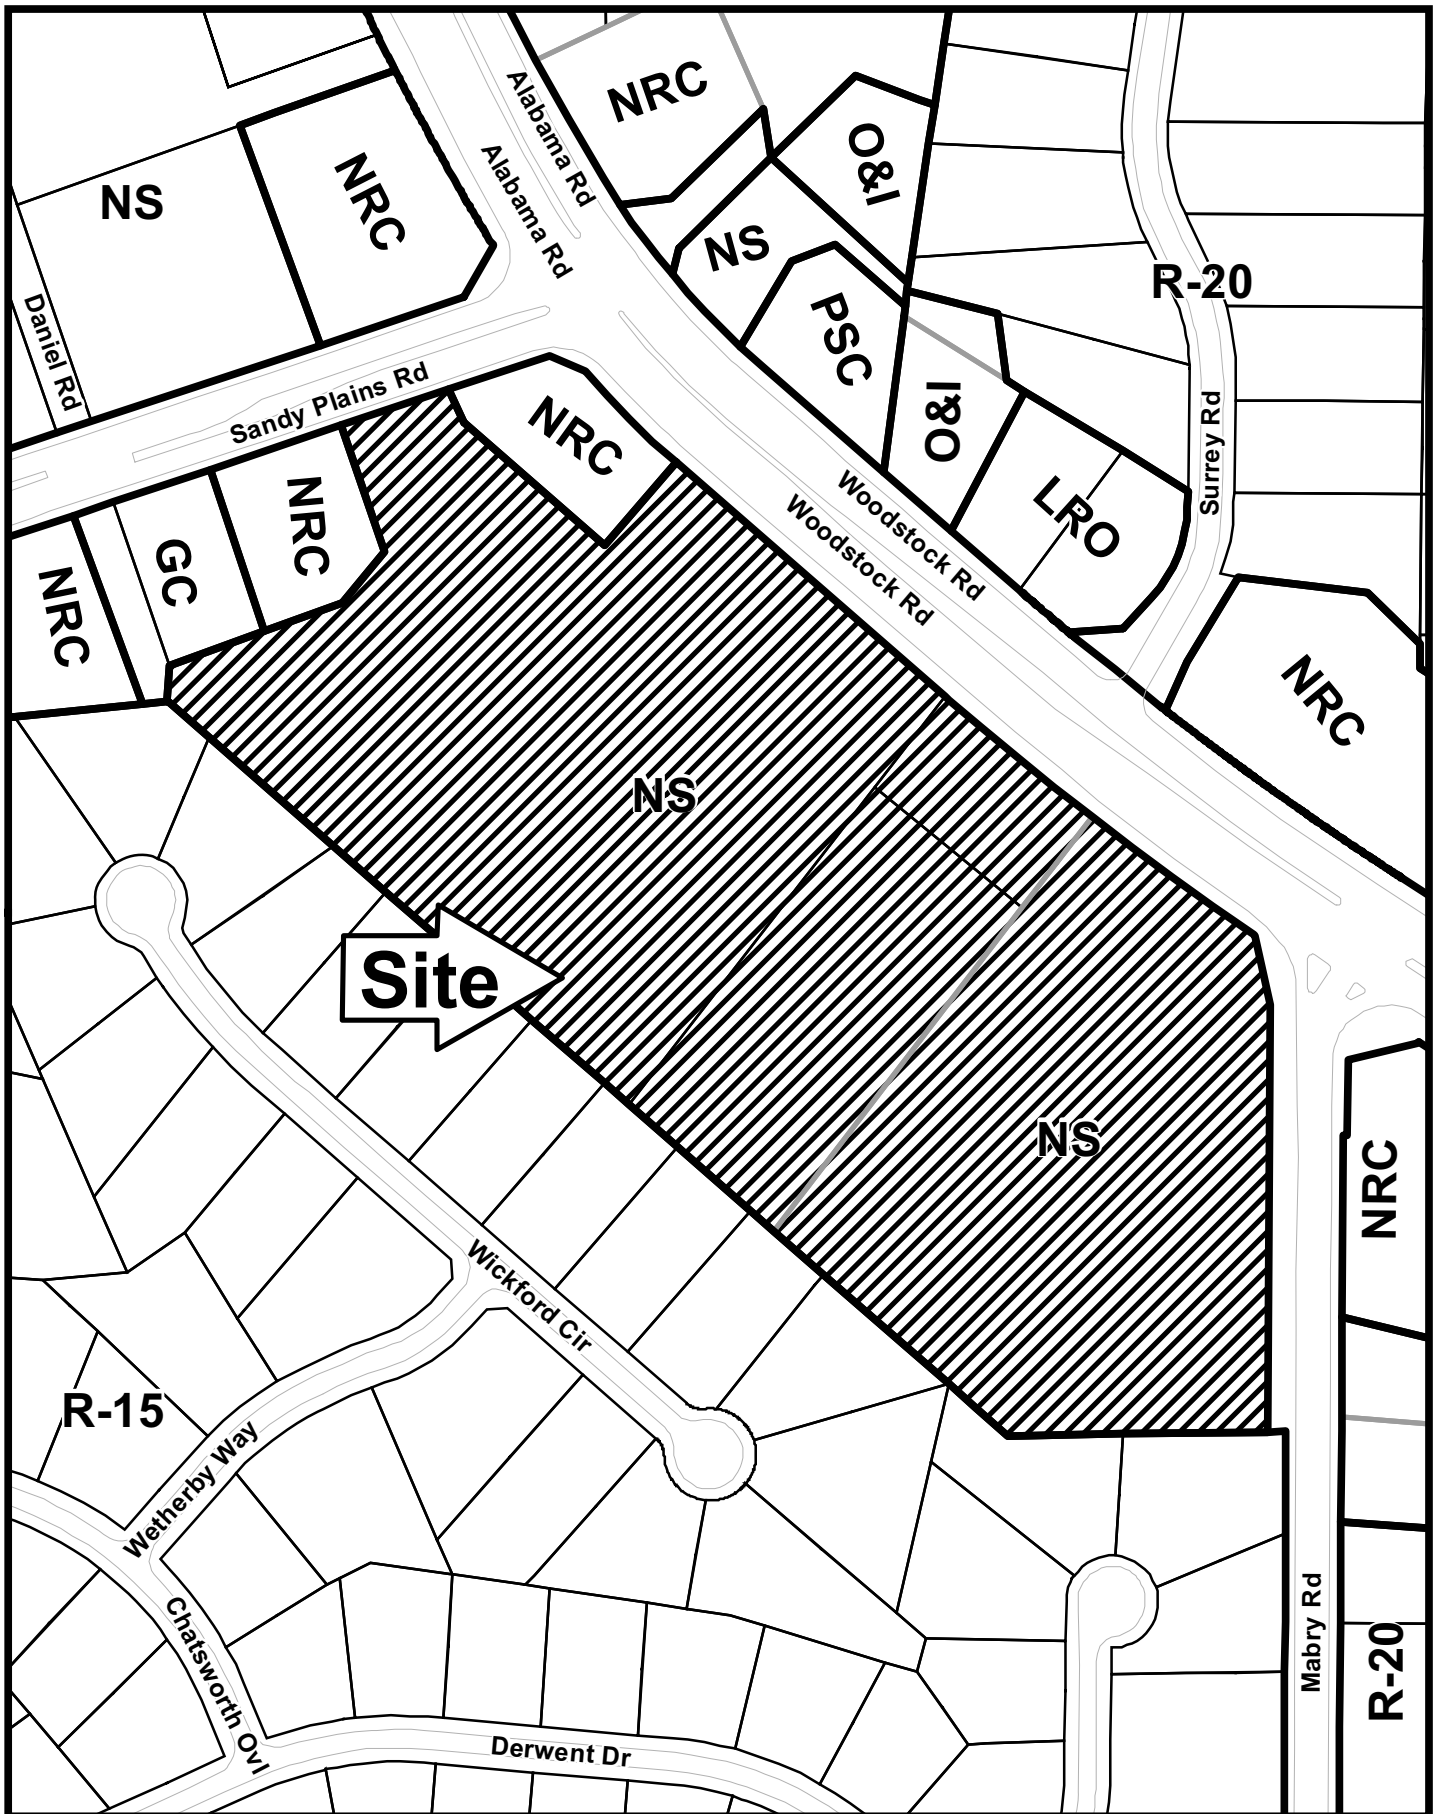 Alabama Rd
NRC
O&I
Alabama Rd
NRC
NS
NS
R-20
Daniel Rd
PSC
Sandy Plains Rd
NRC
O&I
Surrey Rd
NRC
Woodstock Rd
LRO
Woodstock Rd
GC
NRC
NRC
NS
Site
NS
NRC
Wickford Cir
R-15
Wetherby Way
Mabry Rd
R-20
Chatsworth Ovl
Derwent Dr